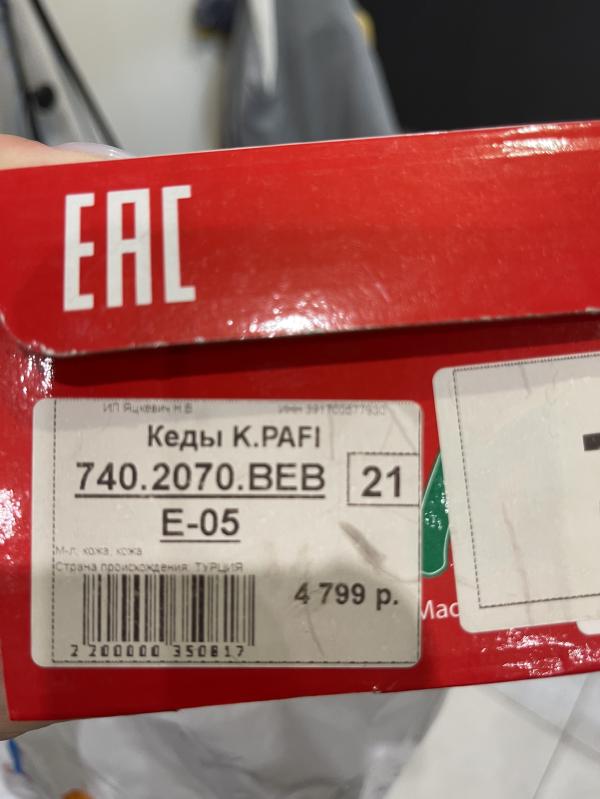 EAC
ИП Яцкевич Н.В. ИНН
Кеды K.PAFI
740.2070.BEB
21
E-05
М-л: кожа, кожа
Страна происхождения: ТУРЦИЯ
4 799 р.
2 200000 350817